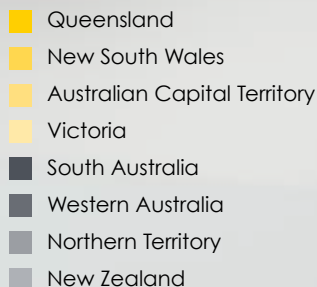 Queensland
New South Wales
Australian Capital Territory
Victoria
South Australia
Western Australia
Northern Territory
New Zealand